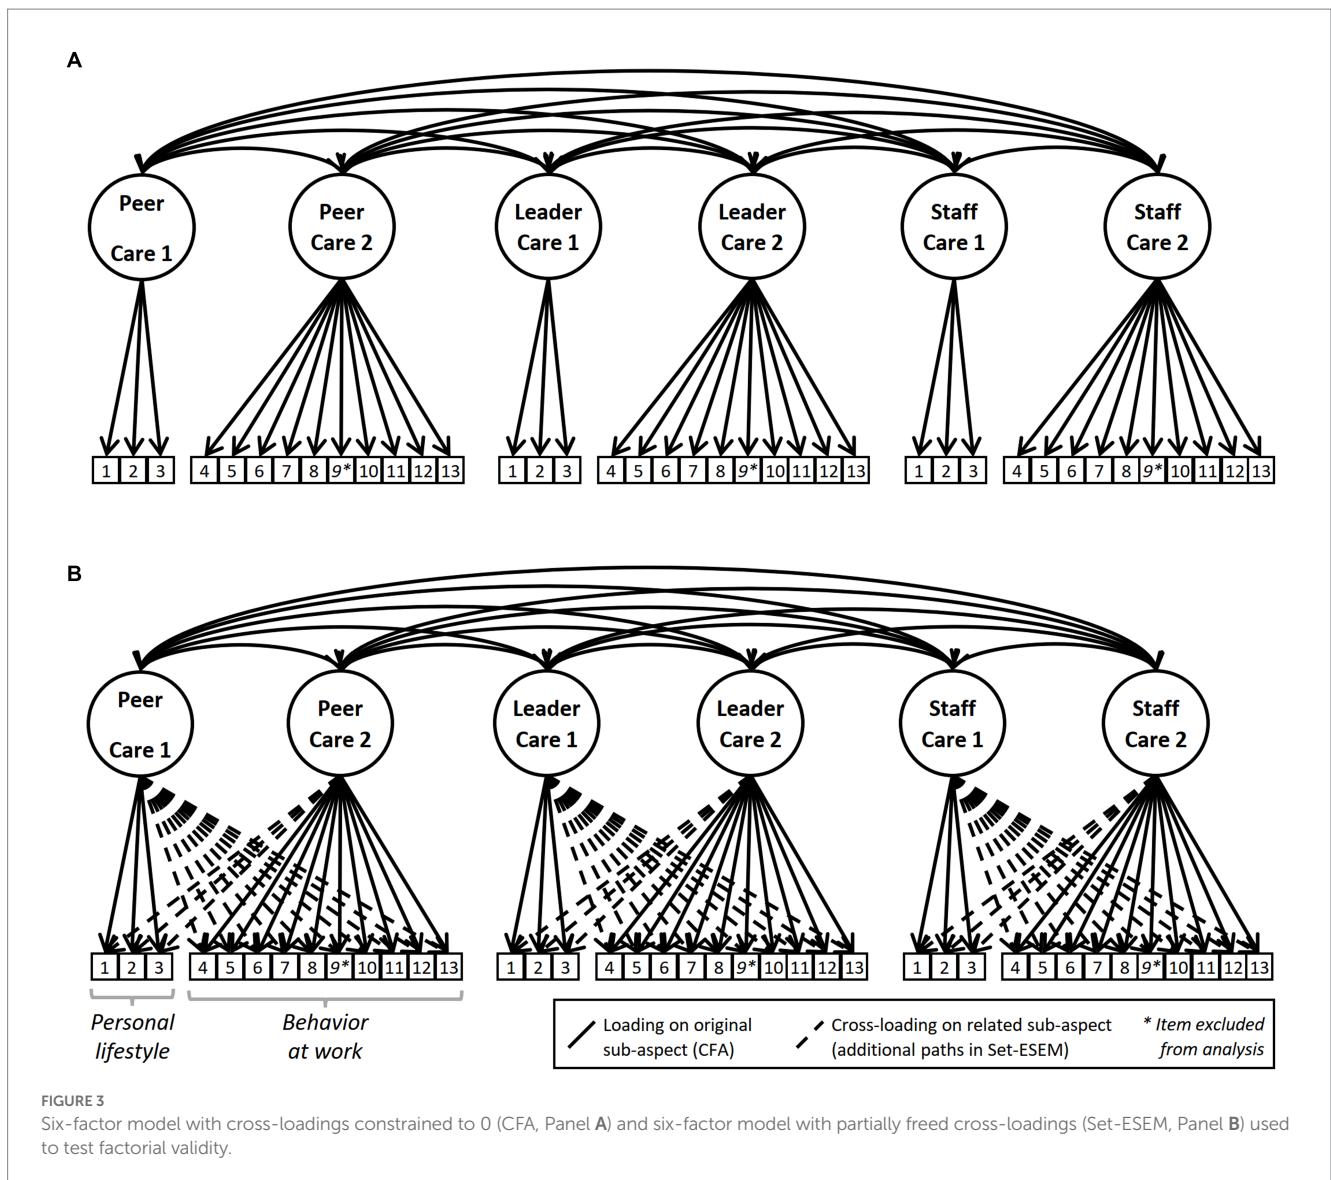 A
Peer
Care 1
Peer
Care 2
Leader
Care 1
Leader
Care 2
Staff
Care 1
Staff
Care 2
1 2 3 4 5 6 7 8 9* 10 11 12 13 1 2 3 4 5 6 7 8 9* 10 11 12 13 1 2 3 4 5 6 7 8 9* 10 11 12 13
B
Peer
Care 1
Peer
Care 2
Leader
Care 1
Leader
Care 2
Staff
Care 1
Staff
Care 2
1 2 3 4 5 6 7 8 9* 10 11 12 13 1 2 3 4 5 6 7 8 9* 10 11 12 13 1 2 3 4 5 6 7 8 9* 10 11 12 13
Personal
lifestyle
Behavior
at work
Loading on original
sub-aspect (CFA)
Cross-loading on related sub-aspect
(additional paths in Set-ESEM)
* Item excluded
from analysis
FIGURE 3
Six-factor model with cross-loadings constrained to 0 (CFA, Panel A) and six-factor model with partially freed cross-loadings (Set-ESEM, Panel B) used
to test factorial validity.